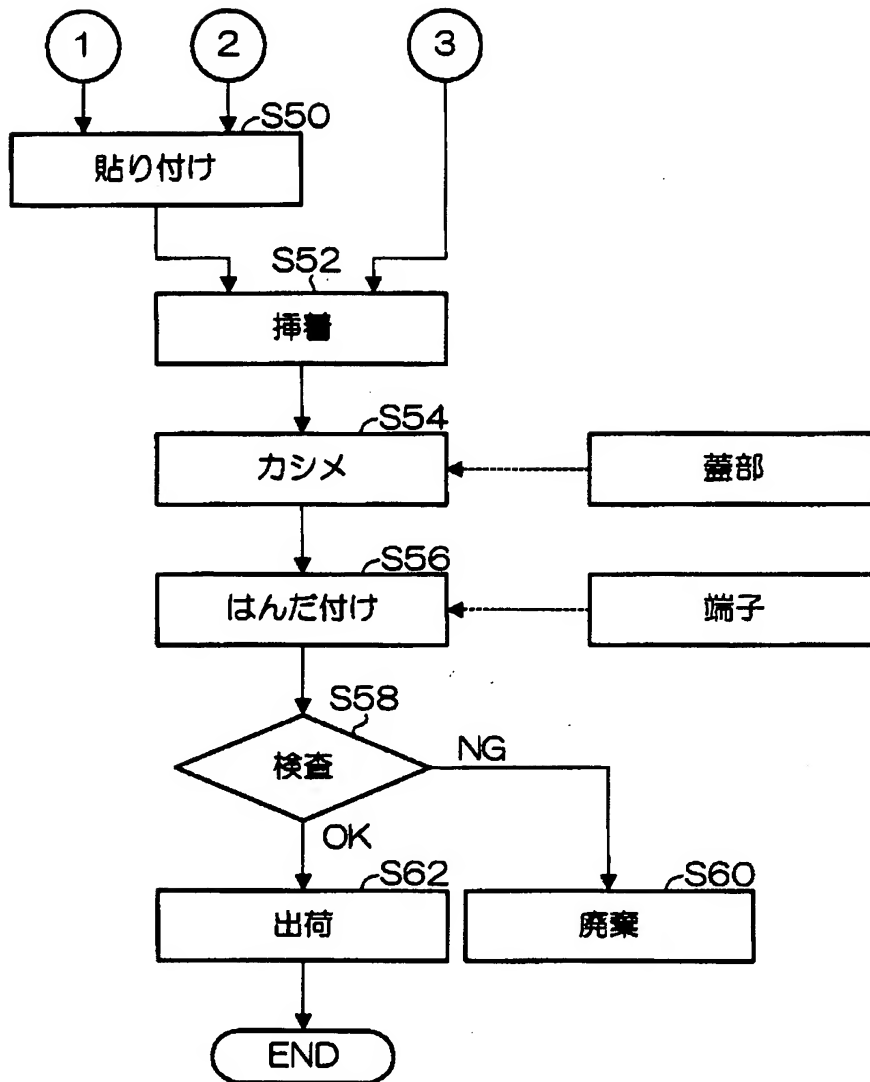 1 2 3
S50
貼り付け
S52
挿着
S54
カシメ
蓋部
S56
はんだ付け
端子
S58
検査
NG
OK
S62
出荷
S60
廃棄
END